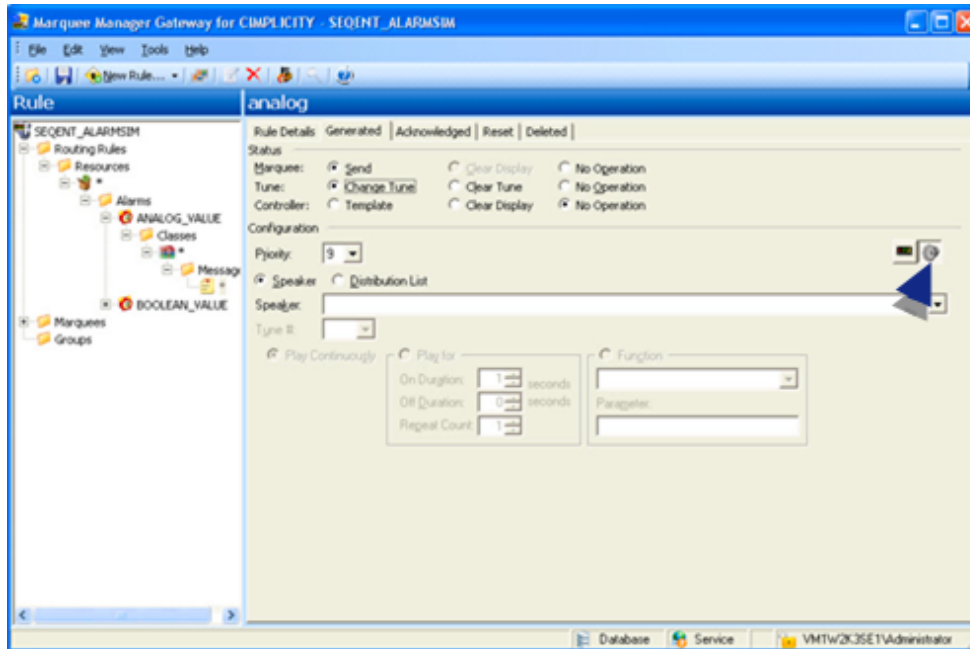 Marquee Manager Gateway for CIMPLICITY - SEQENT_ALARMSIM
File Edit View Tools Help
New Rule...
Rule
analog
SEQENT_ALARMSIM
Routing Rules
Resources
*
Alarms
ANALOG_VALUE
Classes
*
Messag
*
BOOLEAN_VALUE
Marquees
Groups
Rule Details Generated Acknowledged Reset Deleted
Status
Marquee: Send Clear Display No Operation
Tune: Change Tune Clear Tune No Operation
Controller: Template Clear Display No Operation
Configuration
Priority: 9
Speaker Distribution List
Speaker:
Tune #:
Play Continuously Play for Function
On Duration: 1 seconds
Off Duration: 0 seconds Parameter:
Repeat Count: 1
Database Service VMTW2K3SE1\Administrator